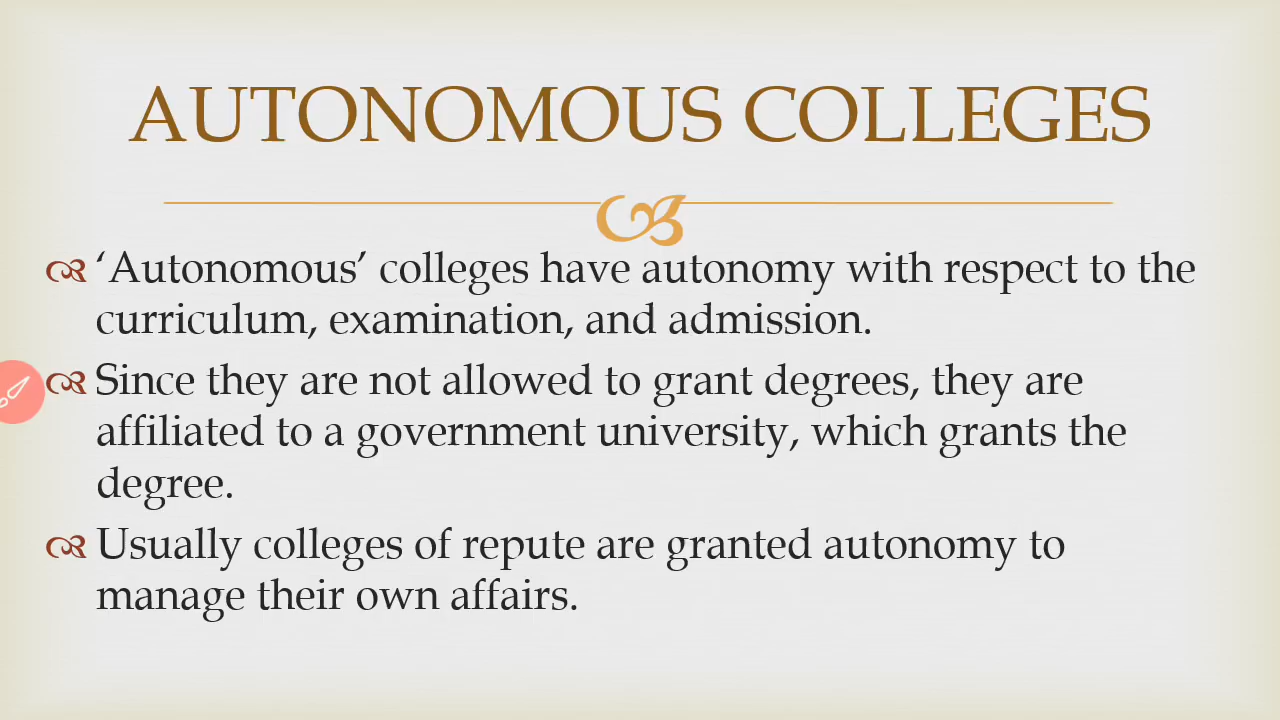 AUTONOMOUS COLLEGES
‘Autonomous’ colleges have autonomy with respect to the
curriculum, examination, and admission.
Since they are not allowed to grant degrees, they are
affiliated to a government university, which grants the
degree.
Usually colleges of repute are granted autonomy to
manage their own affairs.